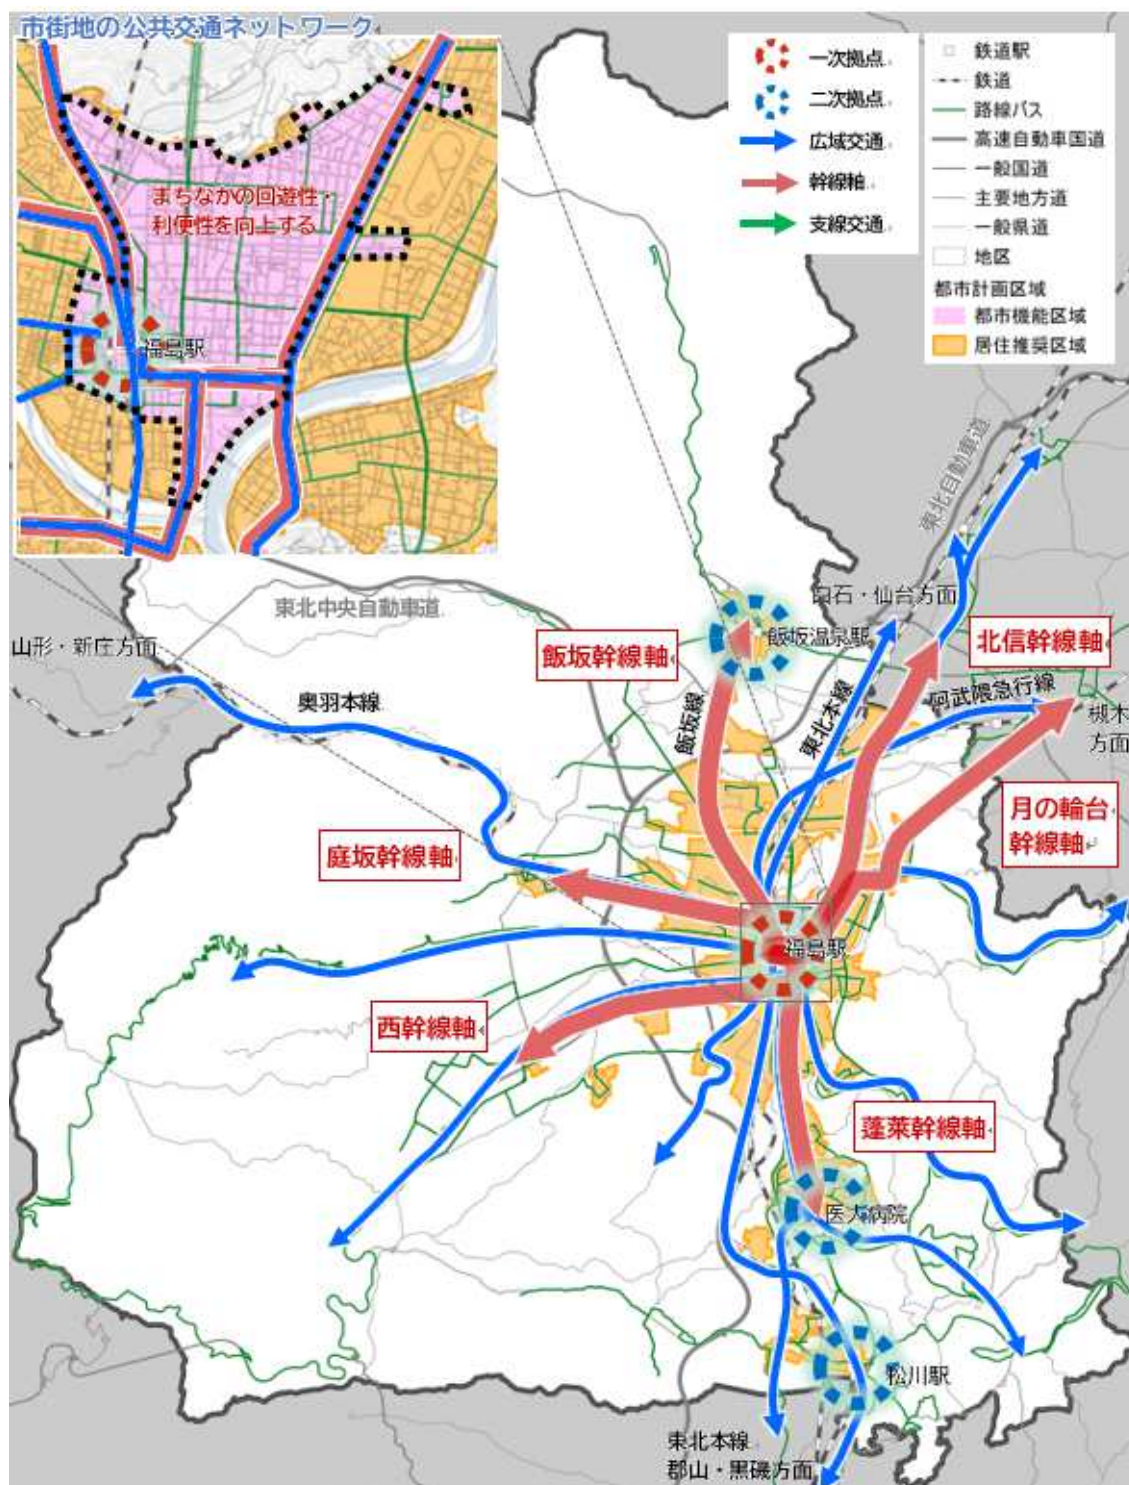 市街地の公共交通ネットワーク
まちなかの回遊性・
利便性を向上する
福島駅
一次拠点
二次拠点
広域交通
幹線軸
支線交通
鉄道駅
鉄道
路線バス
高速自動車国道
一般国道
主要地方道
一般県道
地区
都市計画区域
都市機能区域
居住推奨区域
東北自動車道
東北中央自動車道
白石・仙台方面
山形・新庄方面
飯坂幹線軸
飯坂温泉駅
北信幹線軸
奥羽本線
飯坂線
東北本線
阿武隈急行線
槻木
方面
月の輪台
幹線軸
庭坂幹線軸
福島駅
西幹線軸
蓬莱幹線軸
医大病院
松川駅
東北本線
郡山・黒磯方面